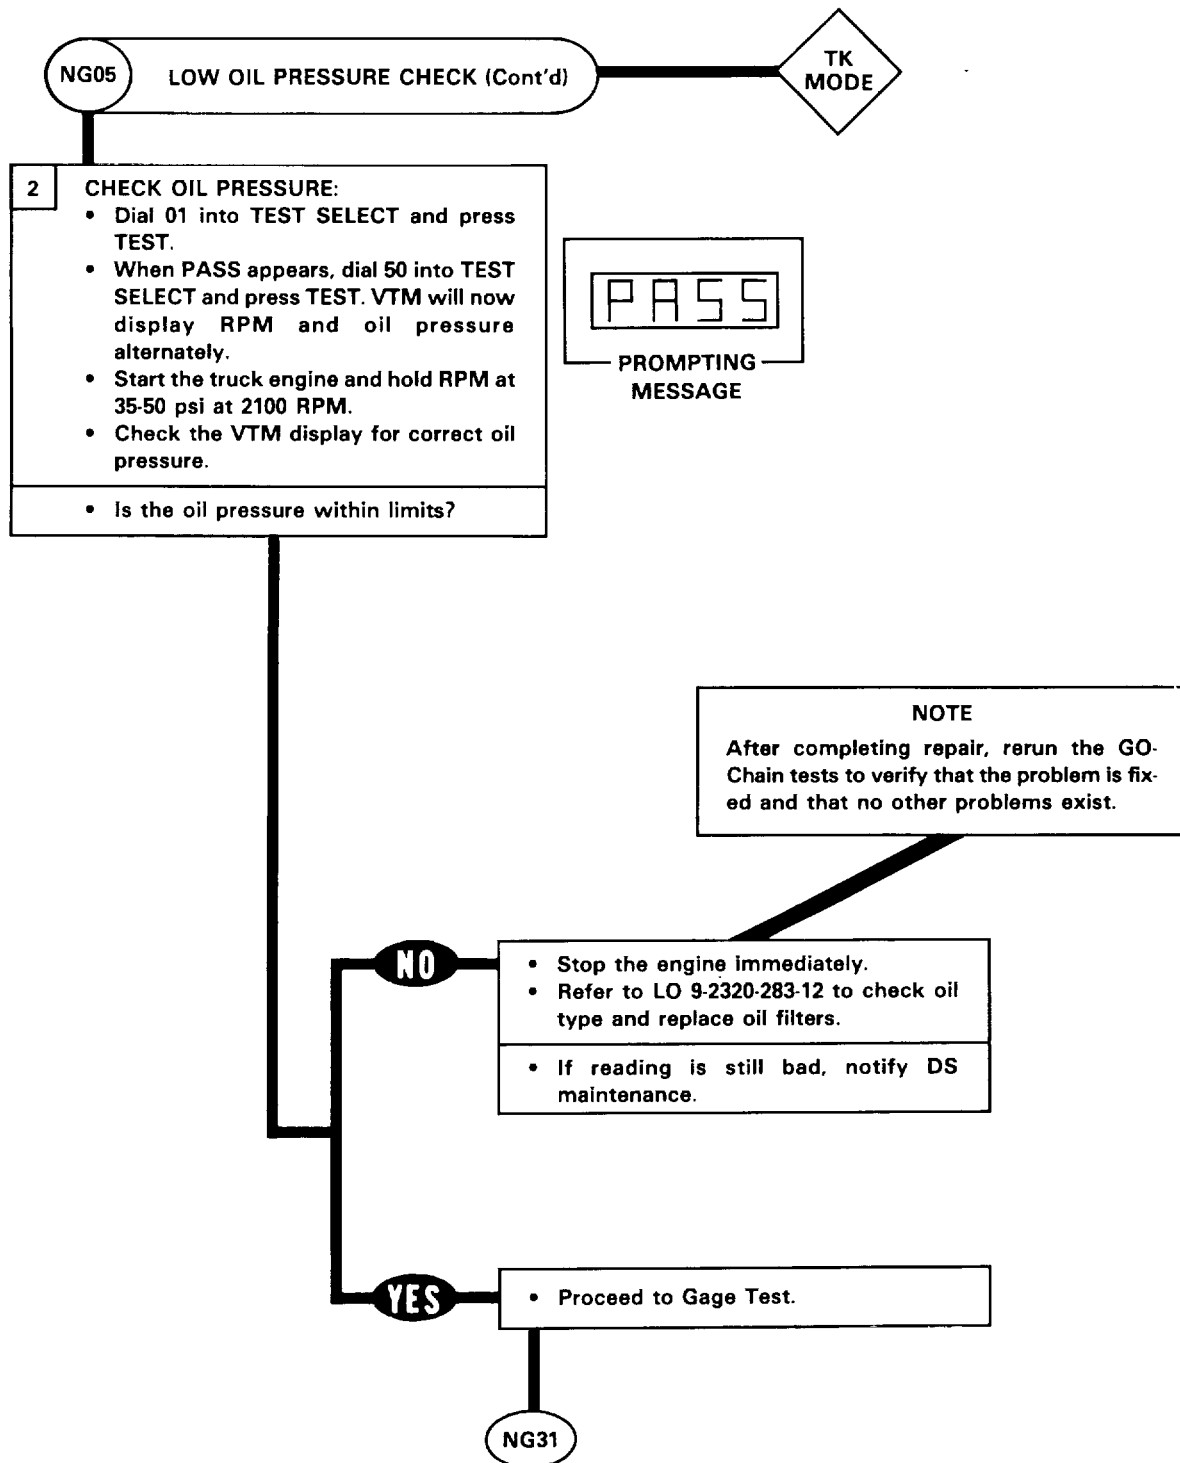 NG05
LOW OIL PRESSURE CHECK (Cont'd)
TK
MODE
2
CHECK OIL PRESSURE:
• Dial 01 into TEST SELECT and press
TEST.
• When PASS appears, dial 50 into TEST
SELECT and press TEST. VTM will now
display RPM and oil pressure
alternately.
• Start the truck engine and hold RPM at
35-50 psi at 2100 RPM.
• Check the VTM display for correct oil
pressure.
• Is the oil pressure within limits?
PASS
PROMPTING
MESSAGE
NOTE
After completing repair, rerun the GO-
Chain tests to verify that the problem is fix-
ed and that no other problems exist.
NO
• Stop the engine immediately.
• Refer to LO 9-2320-283-12 to check oil
type and replace oil filters.
• If reading is still bad, notify DS
maintenance.
YES
• Proceed to Gage Test.
NG31